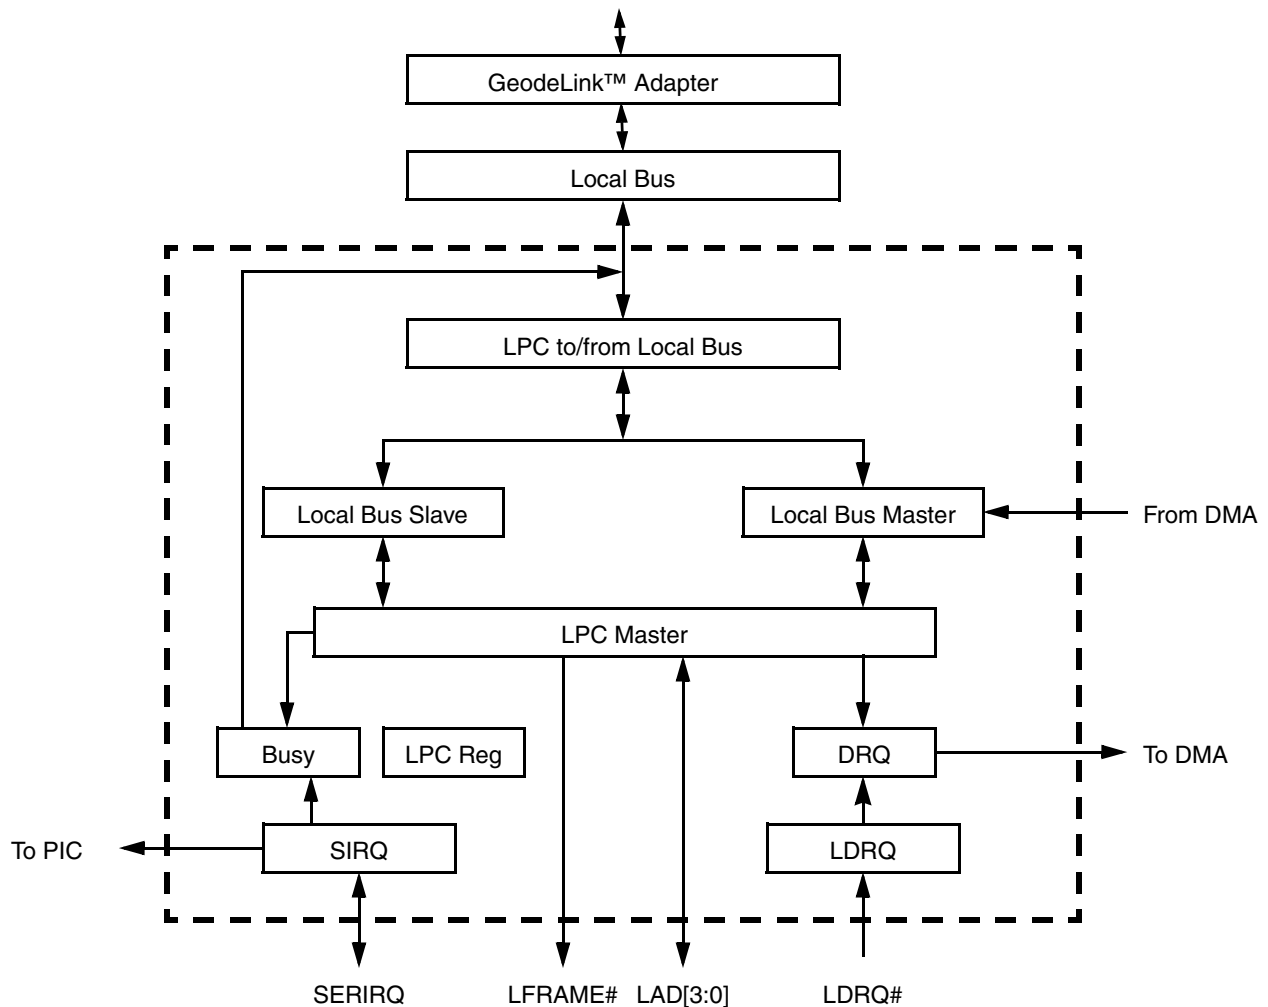 GeodeLink™ Adapter
Local Bus
LPC to/from Local Bus
Local Bus Slave
Local Bus Master
From DMA
LPC Master
Busy
LPC Reg
DRQ
To DMA
To PIC
SIRQ
LDRQ
SERIRQ
LFRAME#
LAD[3:0]
LDRQ#